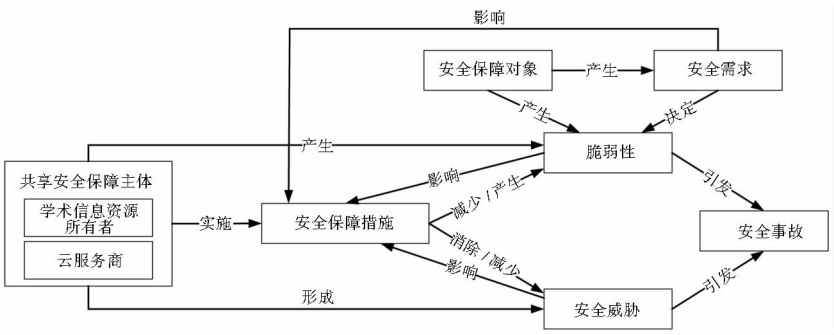 影响
安全保障对象
产生
安全需求
产生
决定
产生
脆弱性
共享安全保障主体
学术信息资源
所有者
云服务商
实施
安全保障措施
影响
减少/产生
引发
消除/减少
影响
安全事故
引发
形成
安全威胁